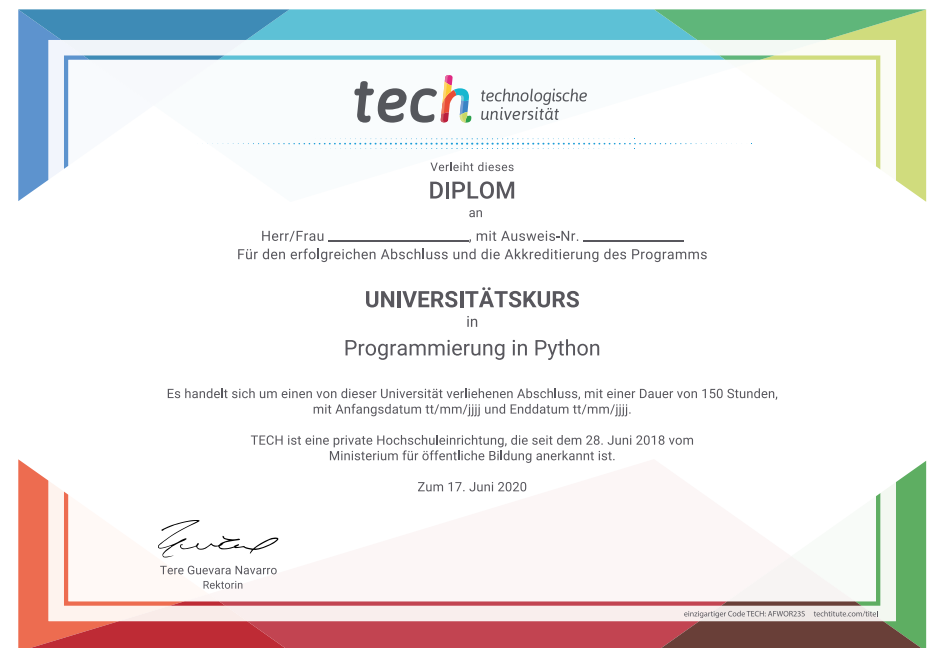 tech technologische
universität
Verleiht dieses
DIPLOM
an
Herr/Frau ____________________, mit Ausweis-Nr. ______________
Für den erfolgreichen Abschluss und die Akkreditierung des Programms
UNIVERSITÄTSKURS
in
Programmierung in Python
Es handelt sich um einen von dieser Universität verliehenen Abschluss, mit einer Dauer von 150 Stunden,
mit Anfangsdatum tt/mm/jjjj und Enddatum tt/mm/jjjj.
TECH ist eine private Hochschuleinrichtung, die seit dem 28. Juni 2018 vom
Ministerium für öffentliche Bildung anerkannt ist.
Zum 17. Juni 2020
Tere Guevara Navarro
Rektorin
einzigartiger Code TECH: AFWOR23S techtitute.com/titel